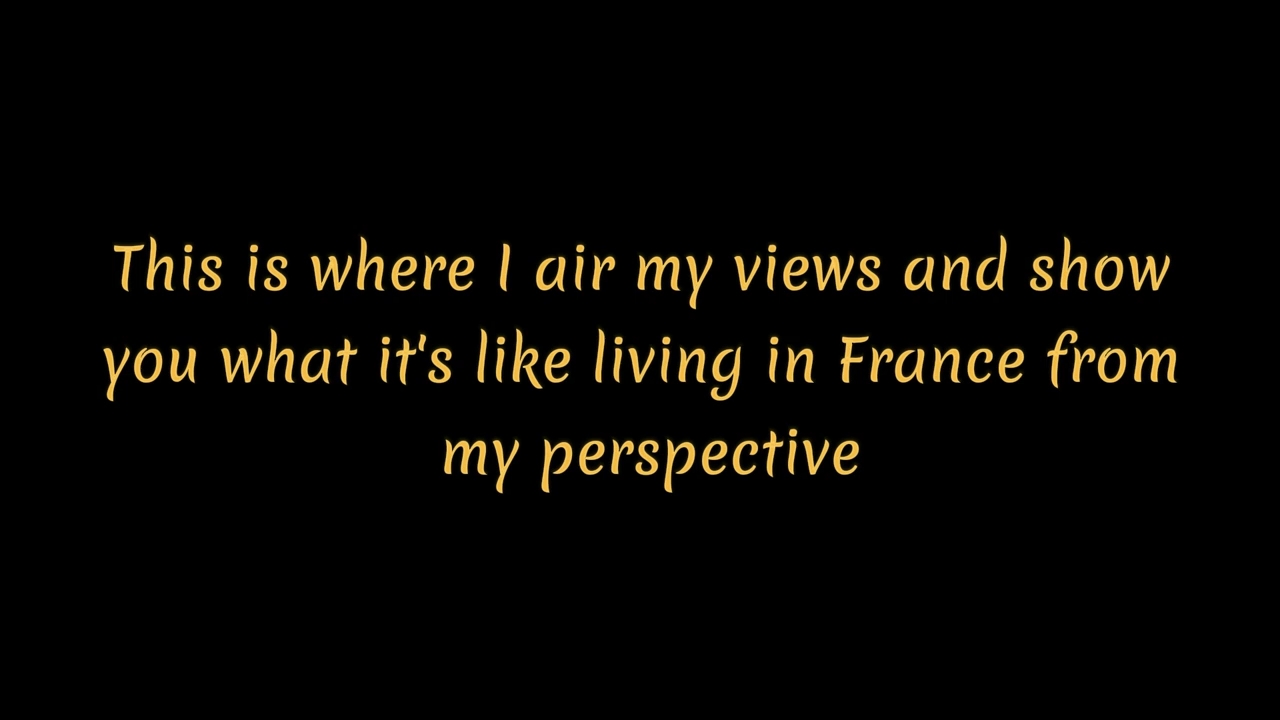 This is where I air my views and show
you what it's like living in France from
my perspective